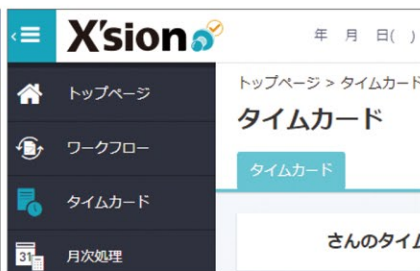 X'sion
年 月 日( )
トップページ
ワークフロー
タイムカード
31
月次処理
トップページ > タイムカード
タイムカード
タイムカード
さんのタイム